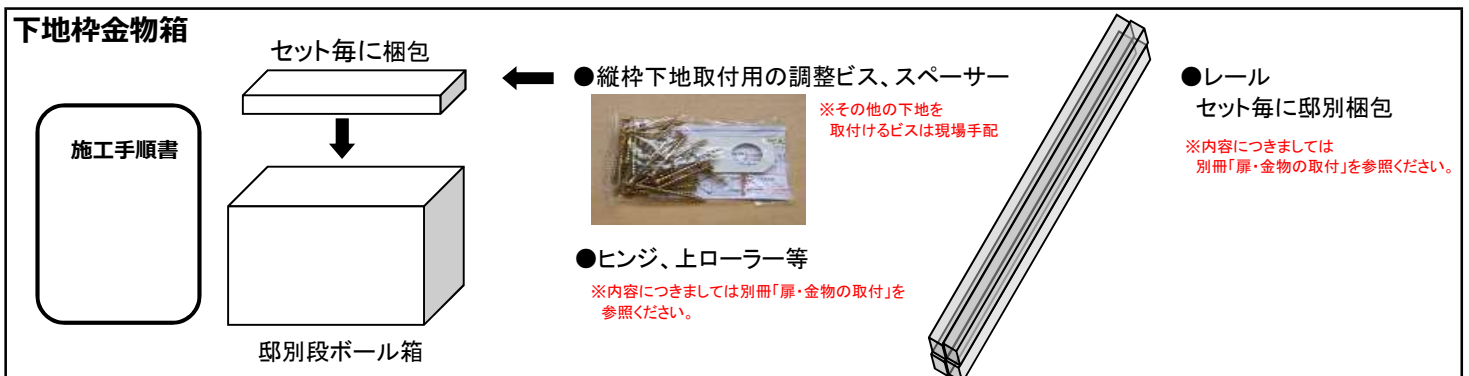 下地枠金物箱
施工手順書
セット毎に梱包
邸別段ボール箱
●縦枠下地取付用の調整ビス、スペーサー
※その他の下地を
取付けるビスは現場手配
●ヒンジ、上ローラー等
※内容につきましては別冊「扉・金物の取付」を
参照ください。
●レール
セット毎に邸別梱包
※内容につきましては
別冊「扉・金物の取付」を参照ください。